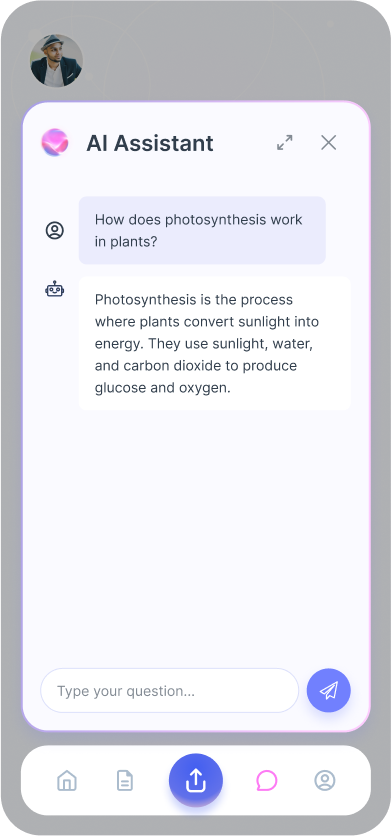 AI Assistant
How does photosynthesis work
in plants?
Photosynthesis is the process
where plants convert sunlight into
energy. They use sunlight, water,
and carbon dioxide to produce
glucose and oxygen.
Type your question...